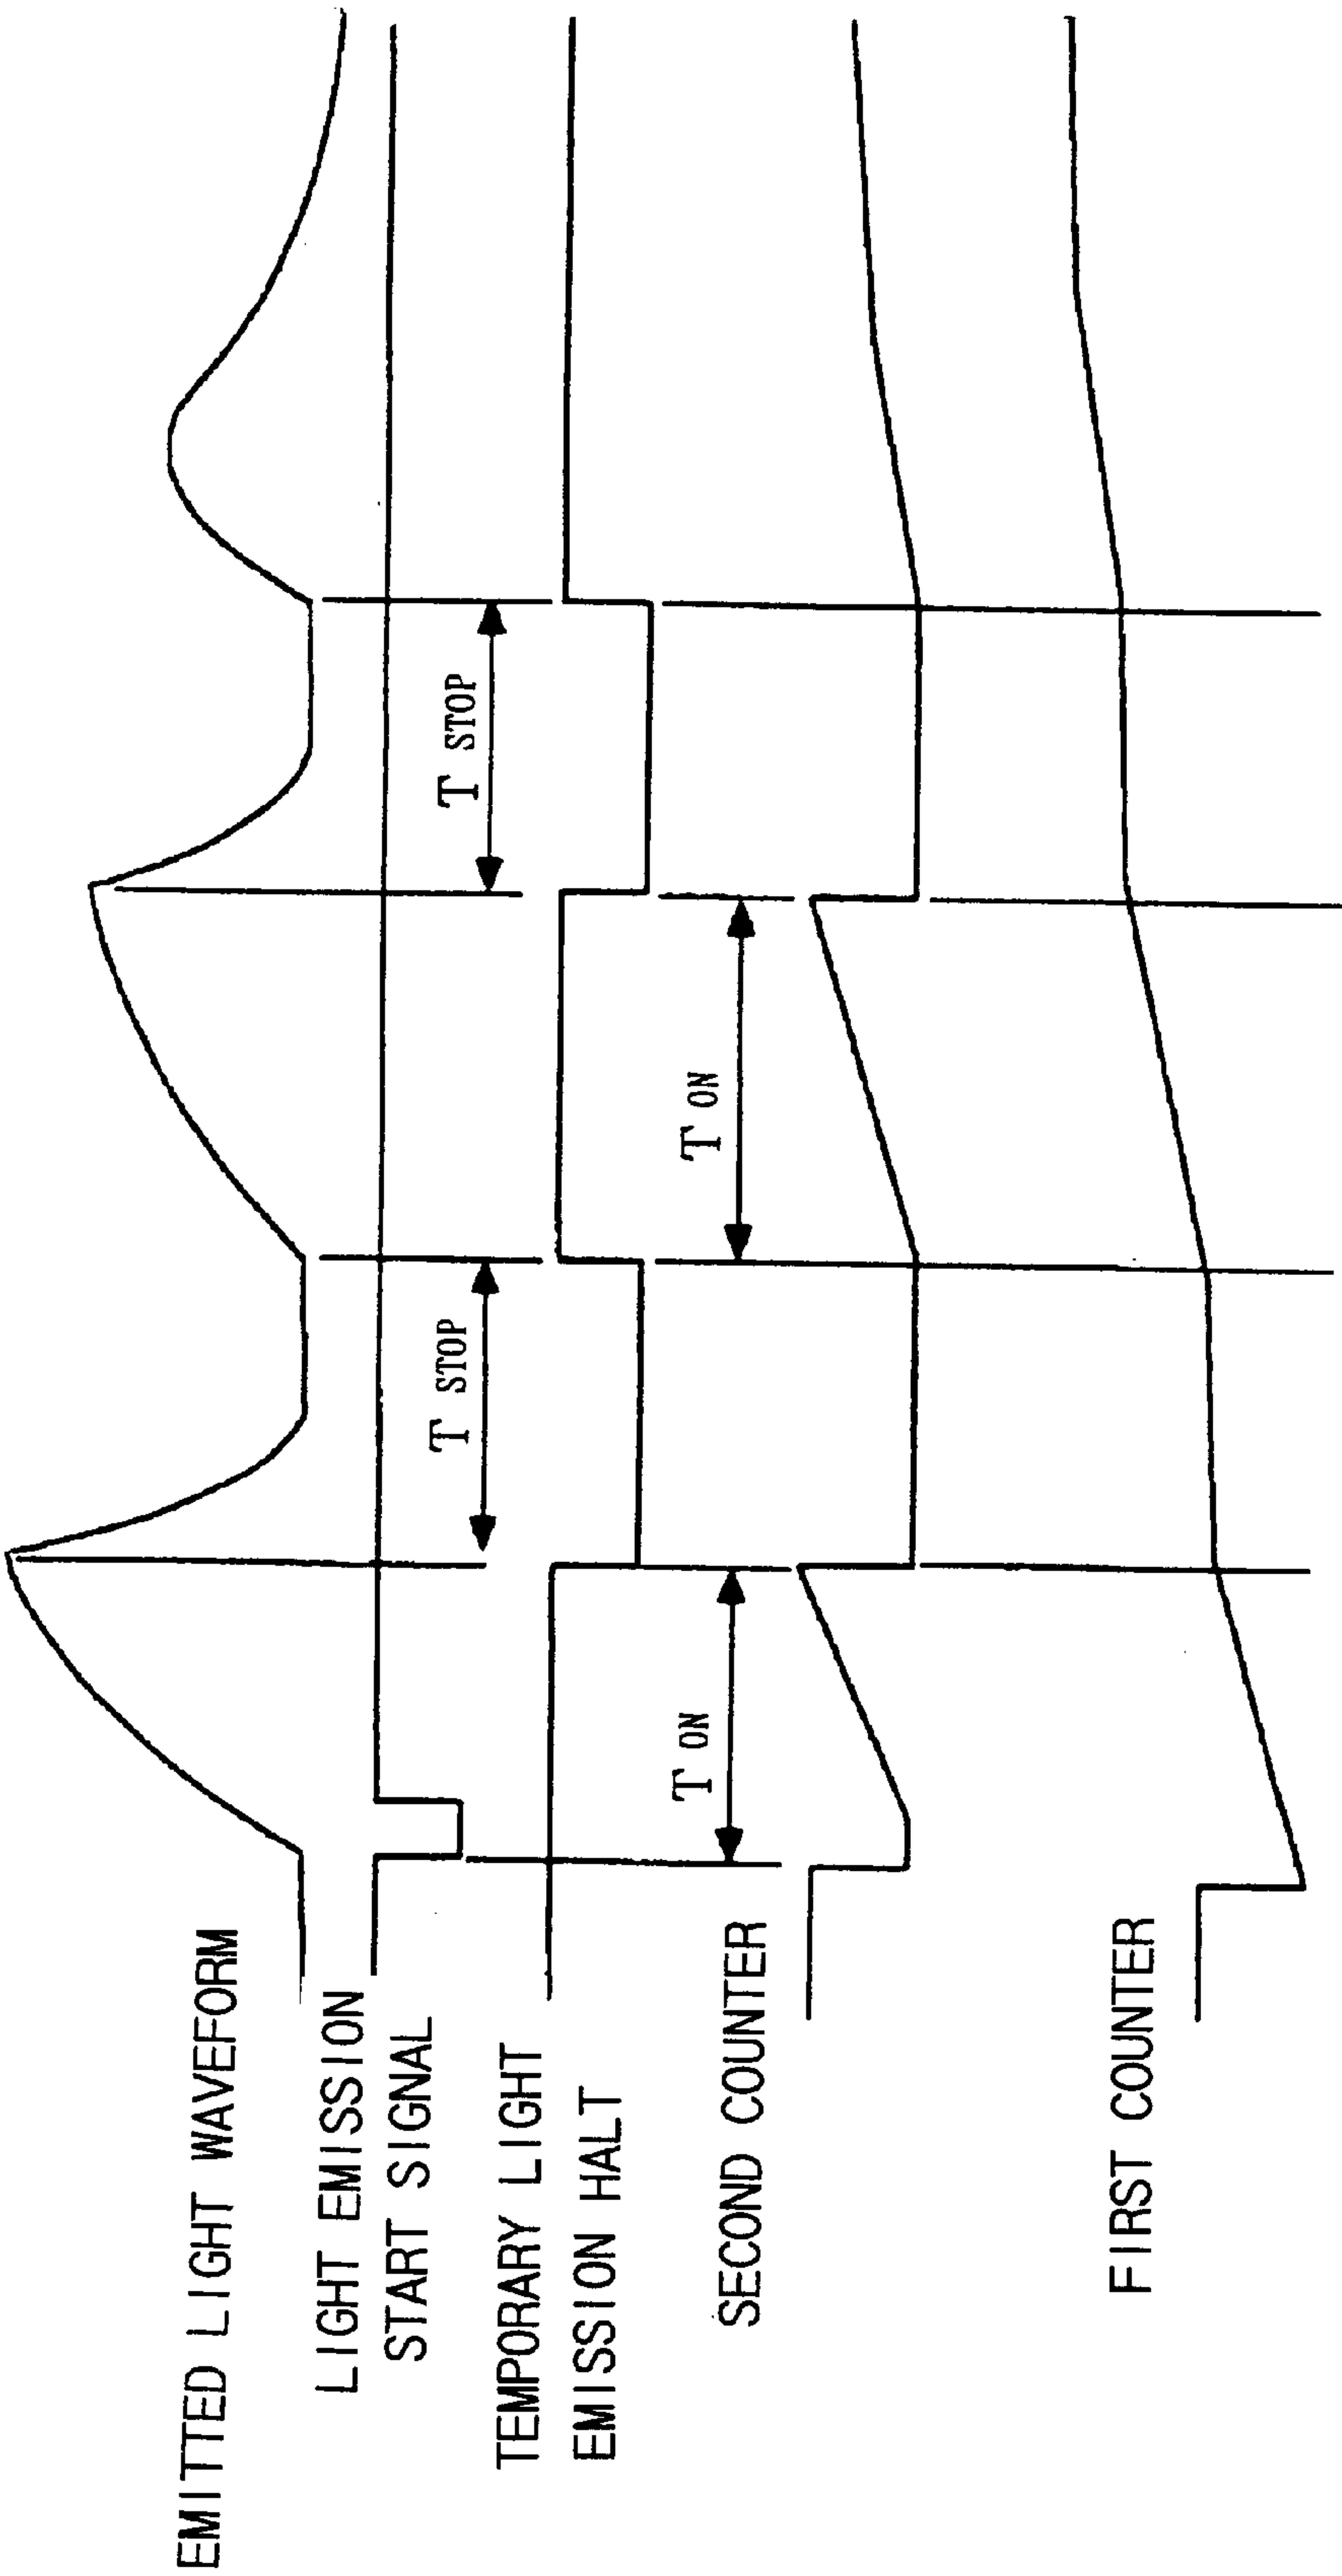 EMITTED LIGHT WAVEFORM
LIGHT EMISSION
START SIGNAL
T STOP
T STOP
TEMPORARY LIGHT
EMISSION HALT
T ON
T ON
SECOND COUNTER
FIRST COUNTER